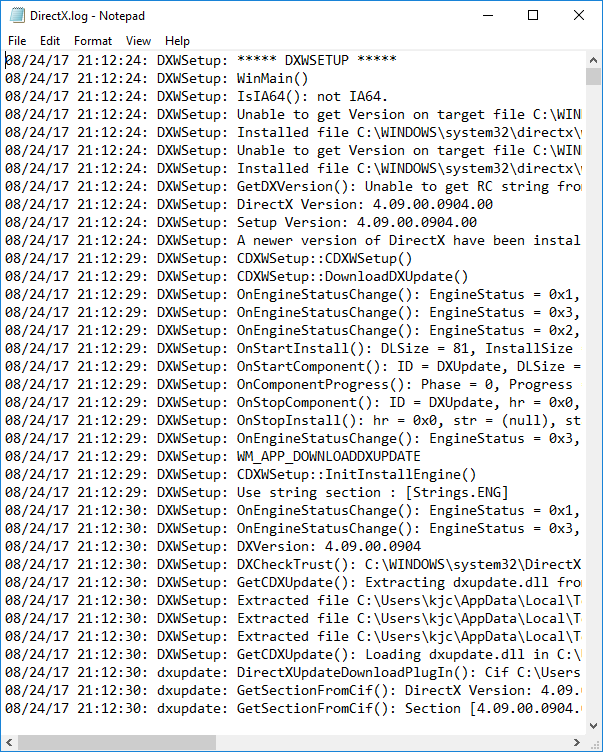 DirectX.log - Notepad
File Edit Format View Help
08/24/17 21:12:24: DXWSetup: ***** DXWSETUP *****
08/24/17 21:12:24: DXWSetup: WinMain()
08/24/17 21:12:24: DXWSetup: IsIA64(): not IA64.
08/24/17 21:12:24: DXWSetup: Unable to get Version on target file C:\WIN
08/24/17 21:12:24: DXWSetup: Installed file C:\WINDOWS\system32\directx\
08/24/17 21:12:24: DXWSetup: Unable to get Version on target file C:\WIN
08/24/17 21:12:24: DXWSetup: Installed file C:\WINDOWS\system32\directx\
08/24/17 21:12:24: DXWSetup: GetDXVersion(): Unable to get RC string from
08/24/17 21:12:24: DXWSetup: DirectX Version: 4.09.00.0904.00
08/24/17 21:12:24: DXWSetup: Setup Version: 4.09.00.0904.00
08/24/17 21:12:24: DXWSetup: A newer version of DirectX have been instal
08/24/17 21:12:29: DXWSetup: CDXWSetup::CDXWSetup()
08/24/17 21:12:29: DXWSetup: CDXWSetup::DownloadDXUpdate()
08/24/17 21:12:29: DXWSetup: OnEngineStatusChange(): EngineStatus = 0x1,
08/24/17 21:12:29: DXWSetup: OnEngineStatusChange(): EngineStatus = 0x3,
08/24/17 21:12:29: DXWSetup: OnEngineStatusChange(): EngineStatus = 0x2,
08/24/17 21:12:29: DXWSetup: OnStartInstall(): DLSize = 81, InstallSize
08/24/17 21:12:29: DXWSetup: OnStartComponent(): ID = DXUpdate, DLSize =
08/24/17 21:12:29: DXWSetup: OnComponentProgress(): Phase = 0, Progress
08/24/17 21:12:29: DXWSetup: OnStopComponent(): ID = DXUpdate, hr = 0x0,
08/24/17 21:12:29: DXWSetup: OnStopInstall(): hr = 0x0, str = (null), st
08/24/17 21:12:29: DXWSetup: OnEngineStatusChange(): EngineStatus = 0x3,
08/24/17 21:12:29: DXWSetup: WM_APP_DOWNLOADDXUPDATE
08/24/17 21:12:29: DXWSetup: CDXWSetup::InitInstallEngine()
08/24/17 21:12:29: DXWSetup: Use string section : [Strings.ENG]
08/24/17 21:12:30: DXWSetup: OnEngineStatusChange(): EngineStatus = 0x1,
08/24/17 21:12:30: DXWSetup: OnEngineStatusChange(): EngineStatus = 0x3,
08/24/17 21:12:30: DXWSetup: DXVersion: 4.09.00.0904
08/24/17 21:12:30: DXWSetup: DXCheckTrust(): C:\WINDOWS\system32\DirectX
08/24/17 21:12:30: DXWSetup: GetCDXUpdate(): Extracting dxupdate.dll from
08/24/17 21:12:30: DXWSetup: Extracted file C:\Users\kjc\AppData\Local\T
08/24/17 21:12:30: DXWSetup: Extracted file C:\Users\kjc\AppData\Local\T
08/24/17 21:12:30: DXWSetup: Extracted file C:\Users\kjc\AppData\Local\T
08/24/17 21:12:30: DXWSetup: GetCDXUpdate(): Loading dxupdate.dll in C:\
08/24/17 21:12:30: dxupdate: DirectXUpdateDownloadPlugIn(): Cif C:\Users
08/24/17 21:12:30: dxupdate: GetSectionFromCif(): DirectX Version: 4.09.
08/24/17 21:12:30: dxupdate: GetSectionFromCif(): Section [4.09.00.0904.